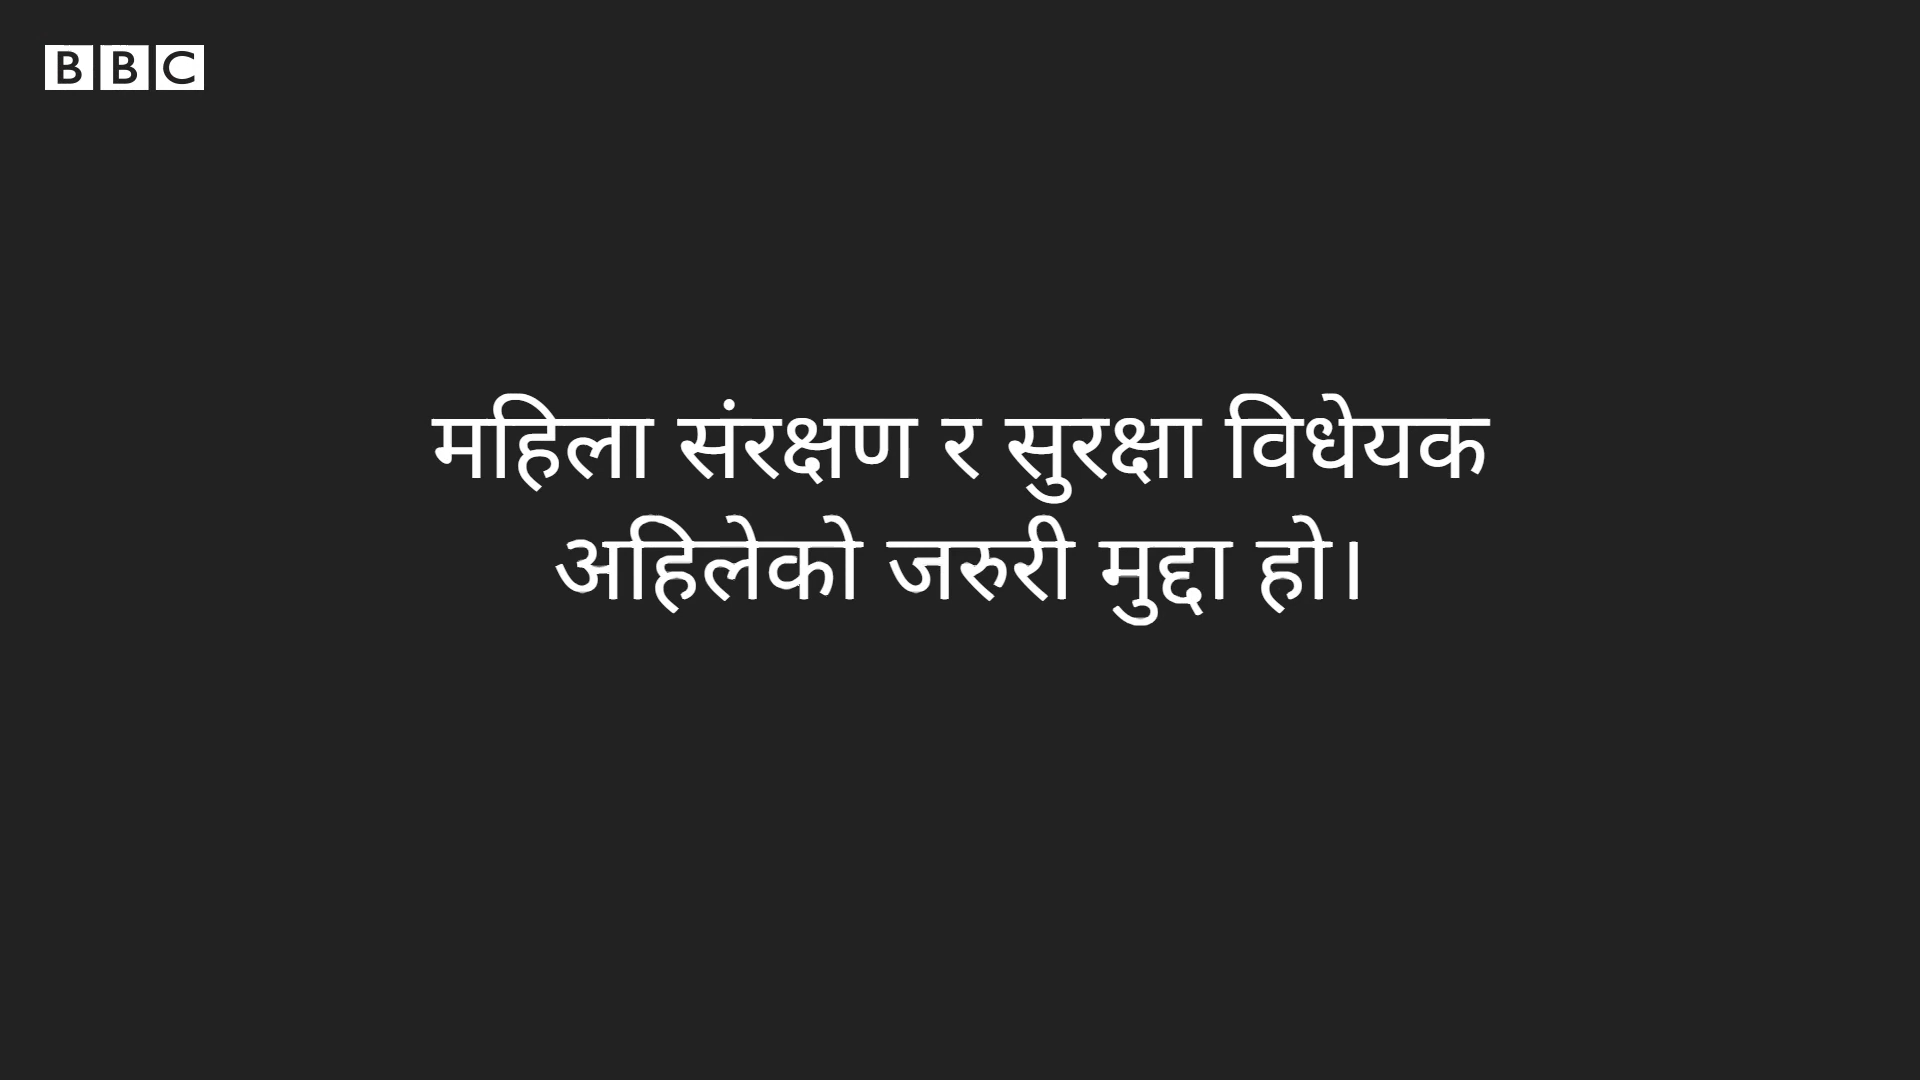 BBC
महिला संरक्षण र सुरक्षा विधेयक
अहिलेको जरुरी मुद्दा हो।